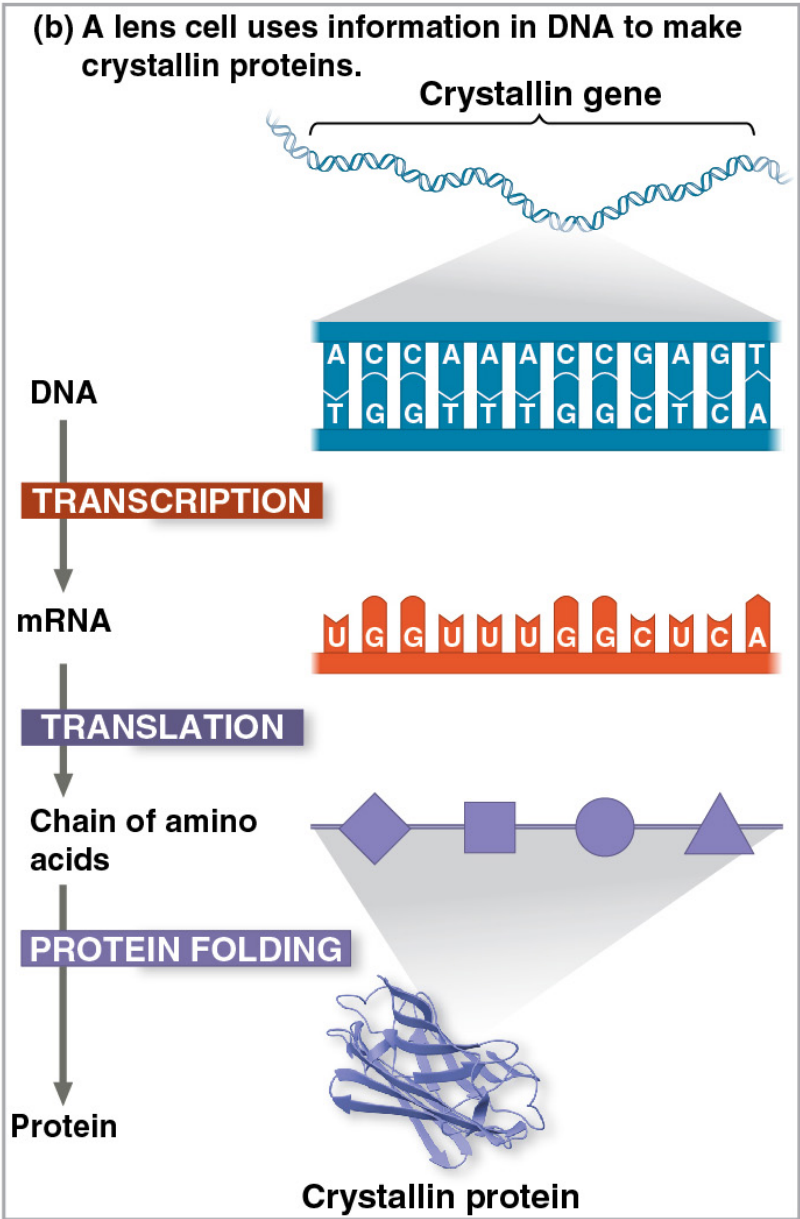 (b) A lens cell uses information in DNA to make
crystallin proteins.
Crystallin gene
A C C A A A C C G A G T
DNA
T G G T T T G G C T C A
TRANSCRIPTION
mRNA
U G G U U U G G C U C A
TRANSLATION
Chain of amino
acids
PROTEIN FOLDING
Protein
Crystallin protein